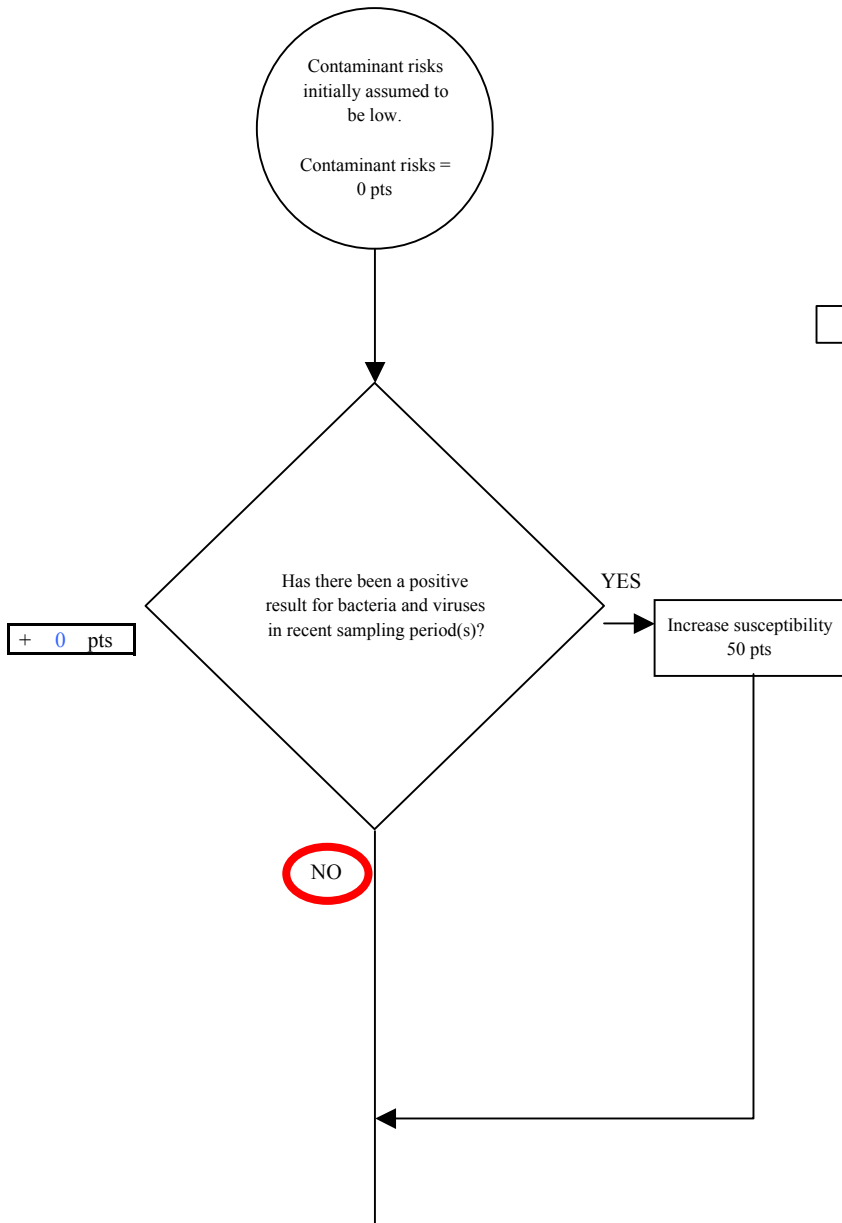 Contaminant risks
initially assumed to
be low.
Contaminant risks =
0 pts
Has there been a positive
result for bacteria and viruses
in recent sampling period(s)?
YES
Increase susceptibility
50 pts
+ 0 pts
NO